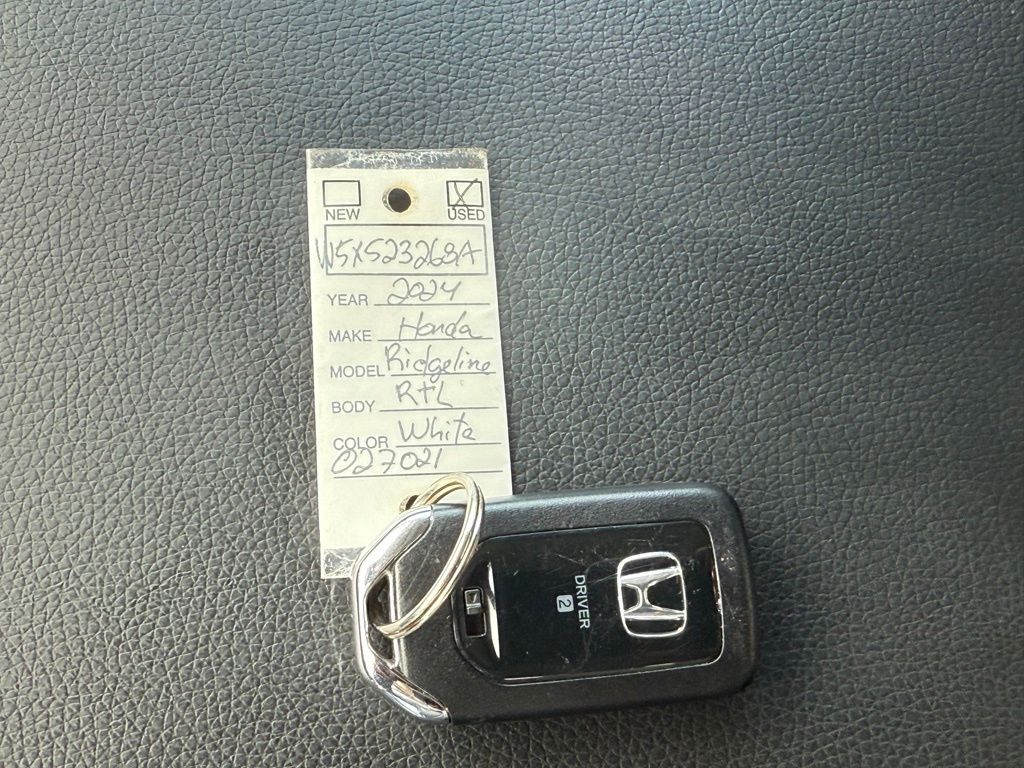 NEW USED
W5X523268A
YEAR 2024
MAKE Honda
MODEL Ridgeline
BODY RtL
COLOR White
027021
DRIVER
2